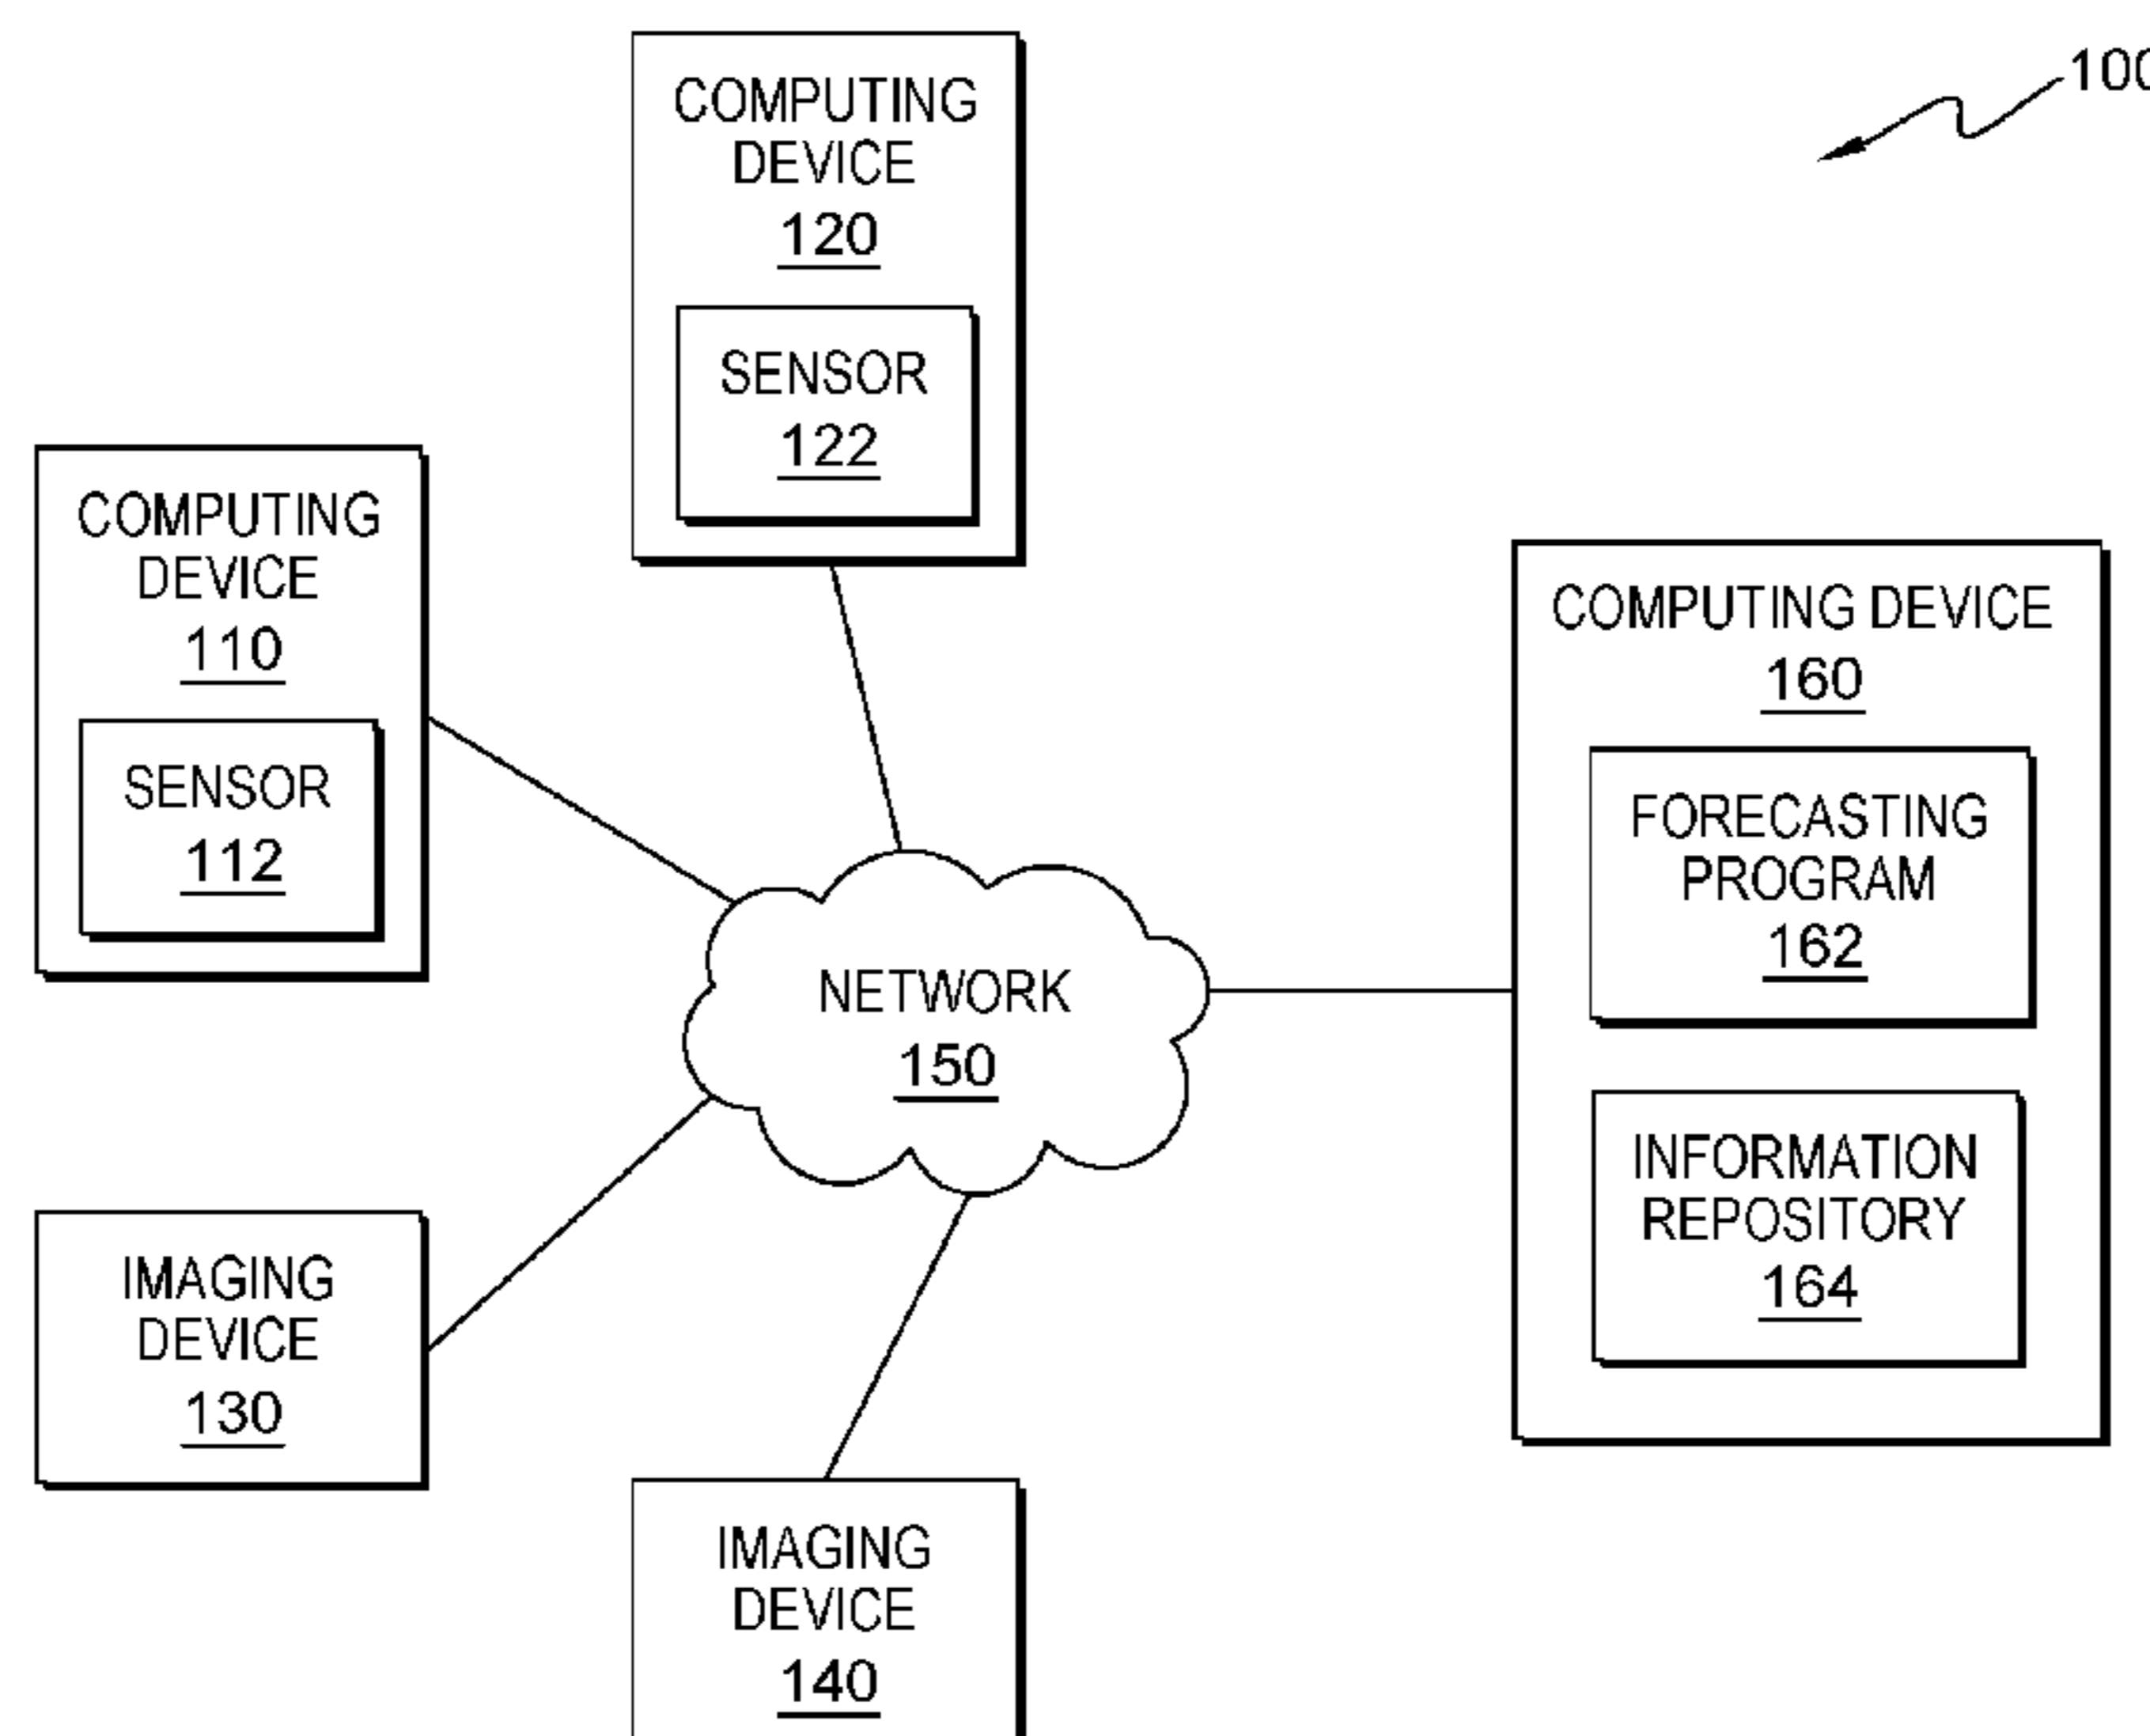 100
COMPUTING
DEVICE
120
SENSOR
122
COMPUTING
DEVICE
110
SENSOR
112
COMPUTING DEVICE
160
FORECASTING
PROGRAM
162
INFORMATION
REPOSITORY
164
NETWORK
150
IMAGING
DEVICE
130
IMAGING
DEVICE
140